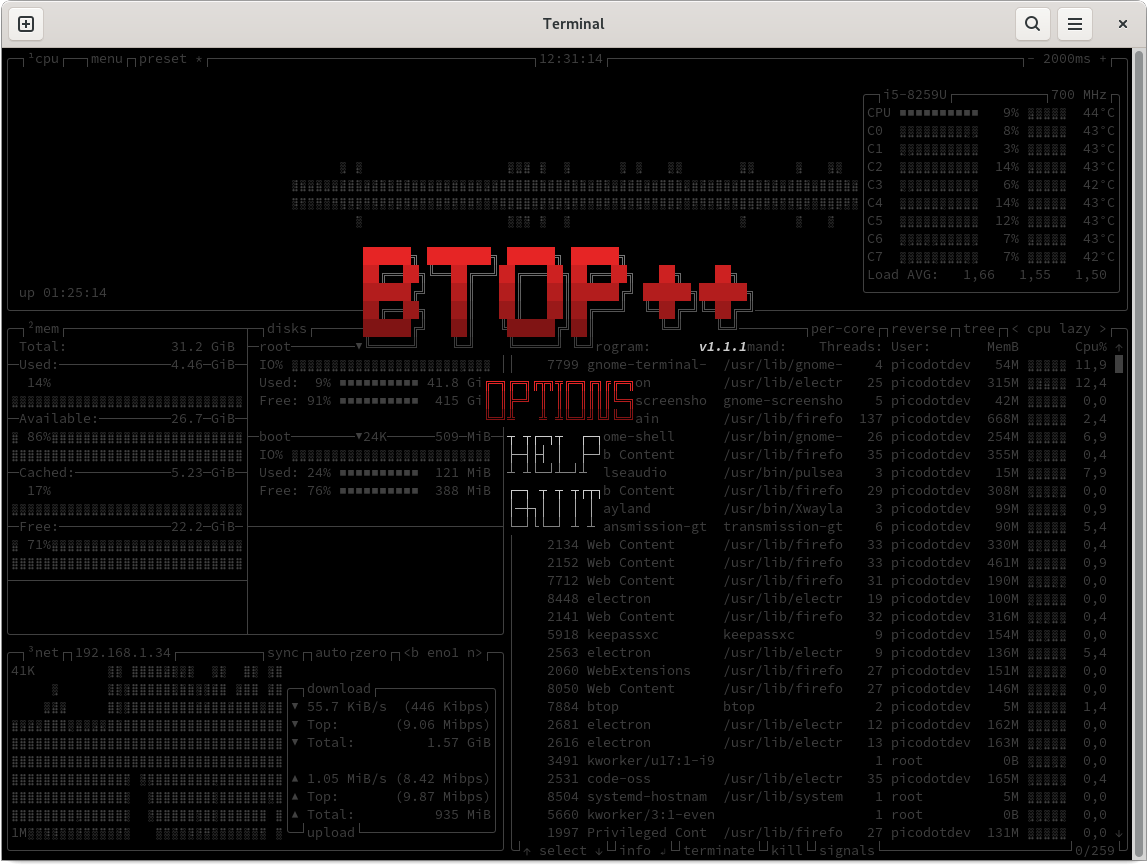 Terminal
¹cpu menu preset * 12:31:14 - 2000ms +
i5-8259U 700 MHz
CPU 9% 44°C
C0 8% 43°C
C1 3% 43°C
C2 14% 43°C
C3 6% 42°C
C4 14% 43°C
C5 12% 43°C
C6 7% 43°C
C7 7% 42°C
Load AVG: 1,66 1,55 1,50
up 01:25:14
BTOP++
v1.1.1
OPTIONS
HELP
QUIT
²mem disks
Total: 31.2 GiB
Used: 4.46 GiB
14%
Available: 26.7 GiB
86%
Cached: 5.23 GiB
17%
Free: 22.2 GiB
71%
root ▼
IO%
Used: 9% 41.8 Gi
Free: 91% 415 Gi
boot ▼24K 509 MiB
IO%
Used: 24% 121 MiB
Free: 76% 388 MiB
per-core reverse tree < cpu lazy >
rogram: mand: Threads: User: MemB Cpu% ↑
7799 gnome-terminal- /usr/lib/gnome- 4 picodotdev 54M 11,9
on /usr/lib/electr 25 picodotdev 315M 12,4
screensho gnome-screensho 5 picodotdev 42M 0,0
ain /usr/lib/firefo 137 picodotdev 668M 2,4
ome-shell /usr/bin/gnome- 26 picodotdev 254M 6,9
b Content /usr/lib/firefo 35 picodotdev 355M 0,4
lseaudio /usr/bin/pulsea 3 picodotdev 15M 7,9
b Content /usr/lib/firefo 29 picodotdev 308M 0,0
ayland /usr/bin/Xwayla 3 picodotdev 99M 0,9
ansmission-gt transmission-gt 6 picodotdev 90M 5,4
2134 Web Content /usr/lib/firefo 33 picodotdev 330M 0,4
2152 Web Content /usr/lib/firefo 33 picodotdev 461M 0,9
7712 Web Content /usr/lib/firefo 31 picodotdev 190M 0,0
8448 electron /usr/lib/electr 19 picodotdev 100M 0,0
2141 Web Content /usr/lib/firefo 32 picodotdev 316M 0,4
5918 keepassxc keepassxc 9 picodotdev 154M 0,0
2563 electron /usr/lib/electr 9 picodotdev 136M 5,4
2060 WebExtensions /usr/lib/firefo 27 picodotdev 151M 0,0
8050 Web Content /usr/lib/firefo 27 picodotdev 146M 0,0
7884 btop btop 2 picodotdev 5M 1,4
2681 electron /usr/lib/electr 12 picodotdev 162M 0,0
2616 electron /usr/lib/electr 13 picodotdev 163M 0,0
3491 kworker/u17:1-i9 1 root 0B 0,0
2531 code-oss /usr/lib/electr 35 picodotdev 165M 0,4
8504 systemd-hostnam /usr/lib/system 1 root 5M 0,0
5660 kworker/3:1-even 1 root 0B 0,0
1997 Privileged Cont /usr/lib/firefo 27 picodotdev 131M 0,0 ↓
↑ select ↓ info ↲ terminate kill signals 0/259
³net 192.168.1.34 sync auto zero <b eno1 n>
41K
download
▼ 55.7 KiB/s (446 Kibps)
▼ Top: (9.06 Mibps)
▼ Total: 1.57 GiB
▲ 1.05 MiB/s (8.42 Mibps)
▲ Top: (9.87 Mibps)
▲ Total: 935 MiB
1M
upload